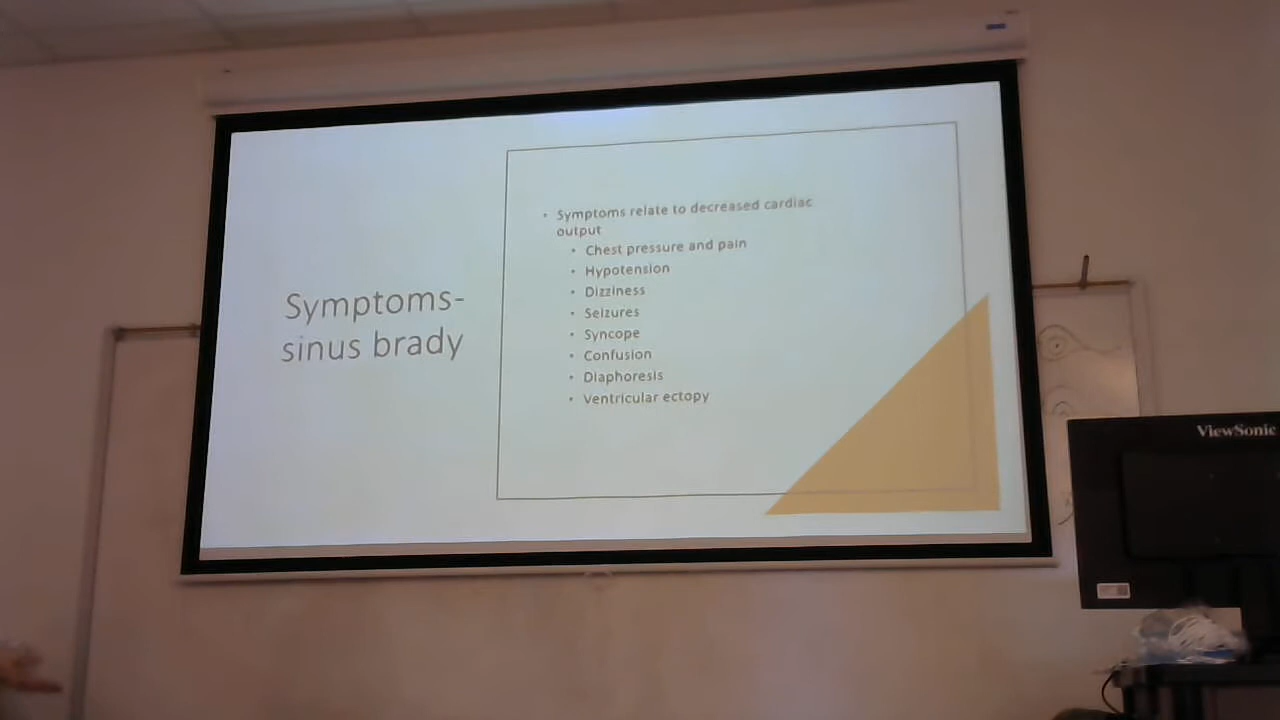 Symptoms-
sinus brady
• Symptoms relate to decreased cardiac
output
• Chest pressure and pain
• Hypotension
• Dizziness
• Seizures
• Syncope
• Confusion
• Diaphoresis
• Ventricular ectopy
ViewSonic